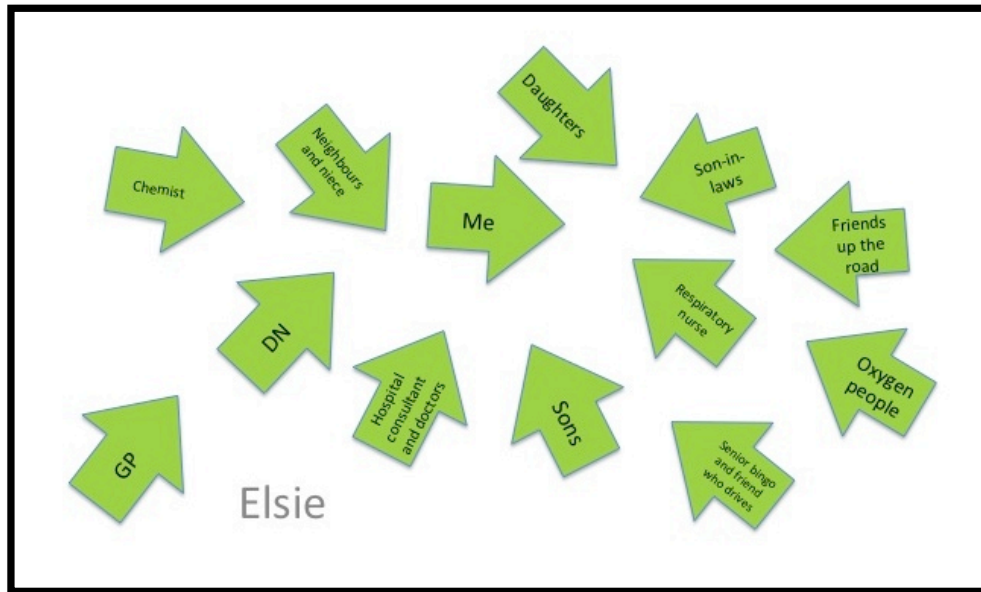 Daughters
Neighbours
and niece
Chemist
Me
Son-in-
laws
Friends
up the
road
DN
Respiratory
nurse
Hospital
consultant
and doctors
Sons
Oxygen
people
GP
Senior bingo
and friend
who drives
Elsie